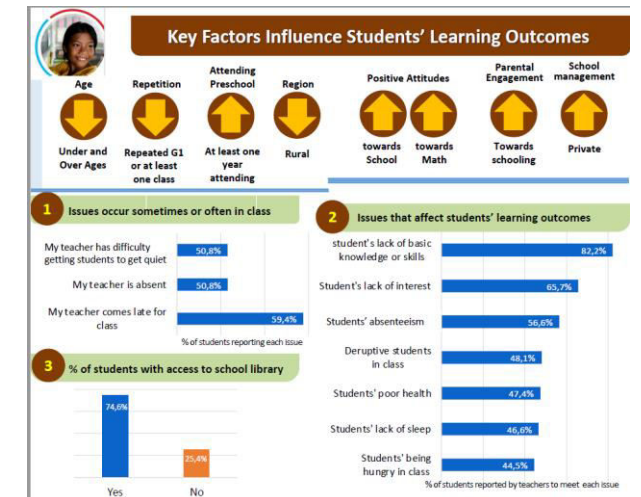 Key Factors Influence Students' Learning Outcomes
Age
Under and
Over Ages
Repetition
Repeated G1
or at least
one class
Attending
Preschool
At least one
year
attending
Region
Rural
Positive Attitudes
towards
School
towards
Math
Parental
Engagement
Towards
schooling
School
management
Private
1 Issues occur sometimes or often in class
My teacher has difficulty
getting students to get quiet
50,8%
My teacher is absent
50,8%
My teacher comes late for
class
59,4%
% of students reporting each issue
3 % of students with access to school library
74,6%
25,4%
Yes No
2 Issues that affect students' learning outcomes
student's lack of basic
knowledge or skills
82,2%
Student's lack of interest
65,7%
Students' absenteeism
56,6%
Deruptive students
in class
48,1%
Students' poor health
47,4%
Students' lack of sleep
46,6%
Students' being
hungry in class
44,5%
% of students reported by teachers to meet each issue